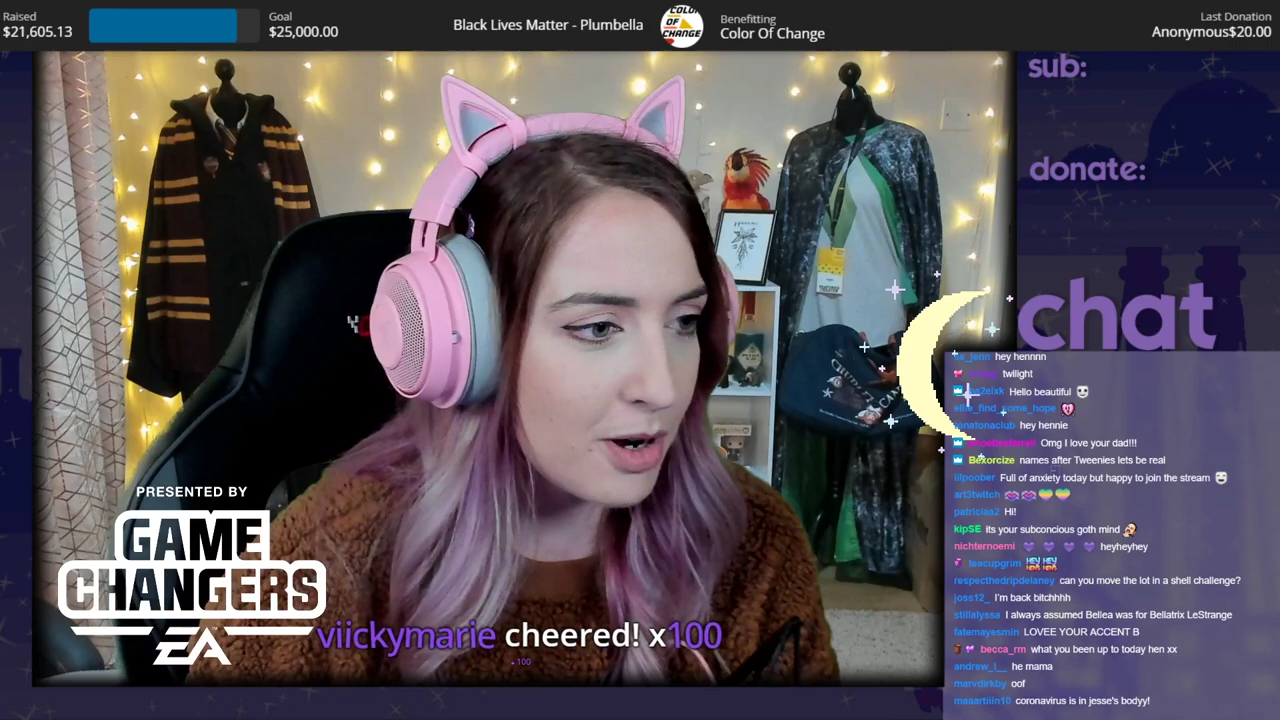 Raised
$21,605.13
Goal
$25,000.00
Black Lives Matter - Plumbella
COLOR
OF
CHANGE
Benefitting
Color Of Change
Last Donation
Anonymous$20.00
sub:
donate:
chat
hey hennnn
twilight
Hello beautiful
ellie_find_some_hope
hey hennie
Omg I love your dad!!!
Bexorcize names after Tweenies lets be real
lilpoober Full of anxiety today but happy to join the stream
art3twitch
patriciaa2 Hi!
kipSE its your subconcious goth mind
nichternoemi heyheyhey
teacupgrim HEY HEY
respecthedripdelaney can you move the lot in a shell challenge?
joss12_ I'm back bitchhhh
stillalyssa I always assumed Bellea was for Bellatrix LeStrange
fatemayesmin LOVEE YOUR ACCENT B
becca_rm what you been up to today hen xx
andrew_l__ he mama
marvdirkby oof
maaartiiin10 coronavirus is in jesse's bodyy!
PRESENTED BY
GAME
CHANGERS
EA
viickymarie cheered! x100
100